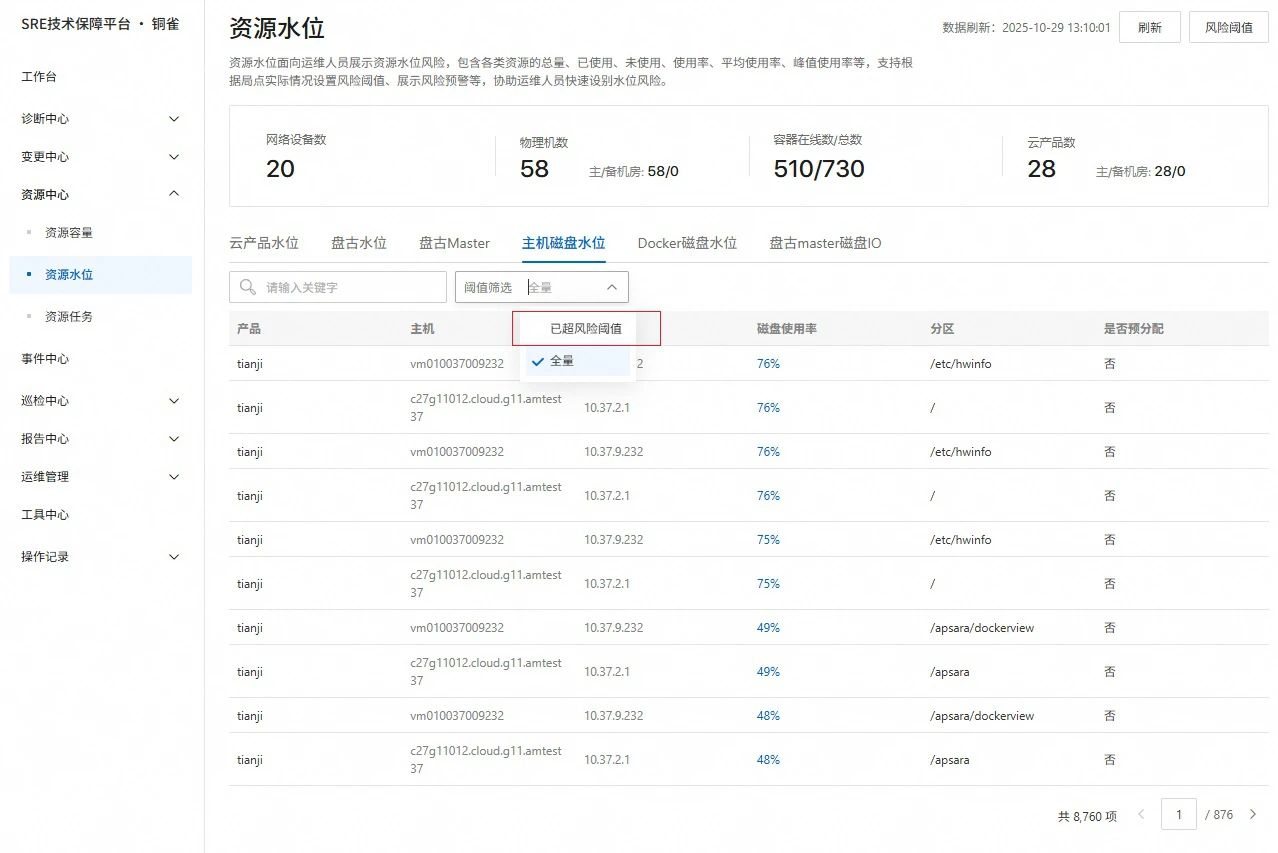 SRE技术保障平台 · 铜雀
工作台
诊断中心
变更中心
资源中心
资源容量
资源水位
资源任务
事件中心
巡检中心
报告中心
运维管理
工具中心
操作记录
资源水位
数据刷新：2025-10-29 13:10:01
刷新
风险阈值
资源水位面向运维人员展示资源水位风险，包含各类资源的总量、已使用、未使用、使用率、平均使用率、峰值使用率等，支持根
据局点实际情况设置风险阈值、展示风险预警等，协助运维人员快速设别水位风险。
网络设备数
20
物理机数
58 主/备机房: 58/0
容器在线数/总数
510/730
云产品数
28 主/备机房: 28/0
云产品水位 盘古水位 盘古Master 主机磁盘水位 Docker磁盘水位 盘古master磁盘IO
请输入关键字
阈值筛选 全量
已超风险阈值
全量
产品 主机 磁盘使用率 分区 是否预分配
tianji vm010037009232 2 76% /etc/hwinfo 否
tianji c27g11012.cloud.g11.amtest
37 10.37.2.1 76% / 否
tianji vm010037009232 10.37.9.232 76% /etc/hwinfo 否
tianji c27g11012.cloud.g11.amtest
37 10.37.2.1 76% / 否
tianji vm010037009232 10.37.9.232 75% /etc/hwinfo 否
tianji c27g11012.cloud.g11.amtest
37 10.37.2.1 75% / 否
tianji vm010037009232 10.37.9.232 49% /apsara/dockerview 否
tianji c27g11012.cloud.g11.amtest
37 10.37.2.1 49% /apsara 否
tianji vm010037009232 10.37.9.232 48% /apsara/dockerview 否
tianji c27g11012.cloud.g11.amtest
37 10.37.2.1 48% /apsara 否
共 8,760 项 1 / 876